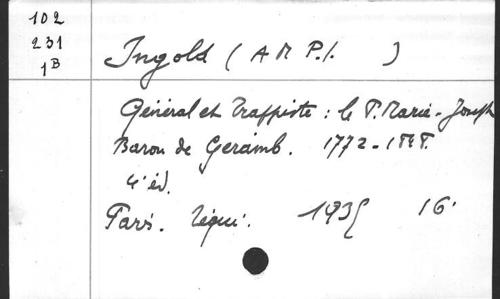 102
231
1B
Ingold (A M P.I. )
Général et Trappiste : le P. Marie-Joseph
Baron de Geramb. 1772-1848.
4e éd.
Paris. Téqui. 1935 16°